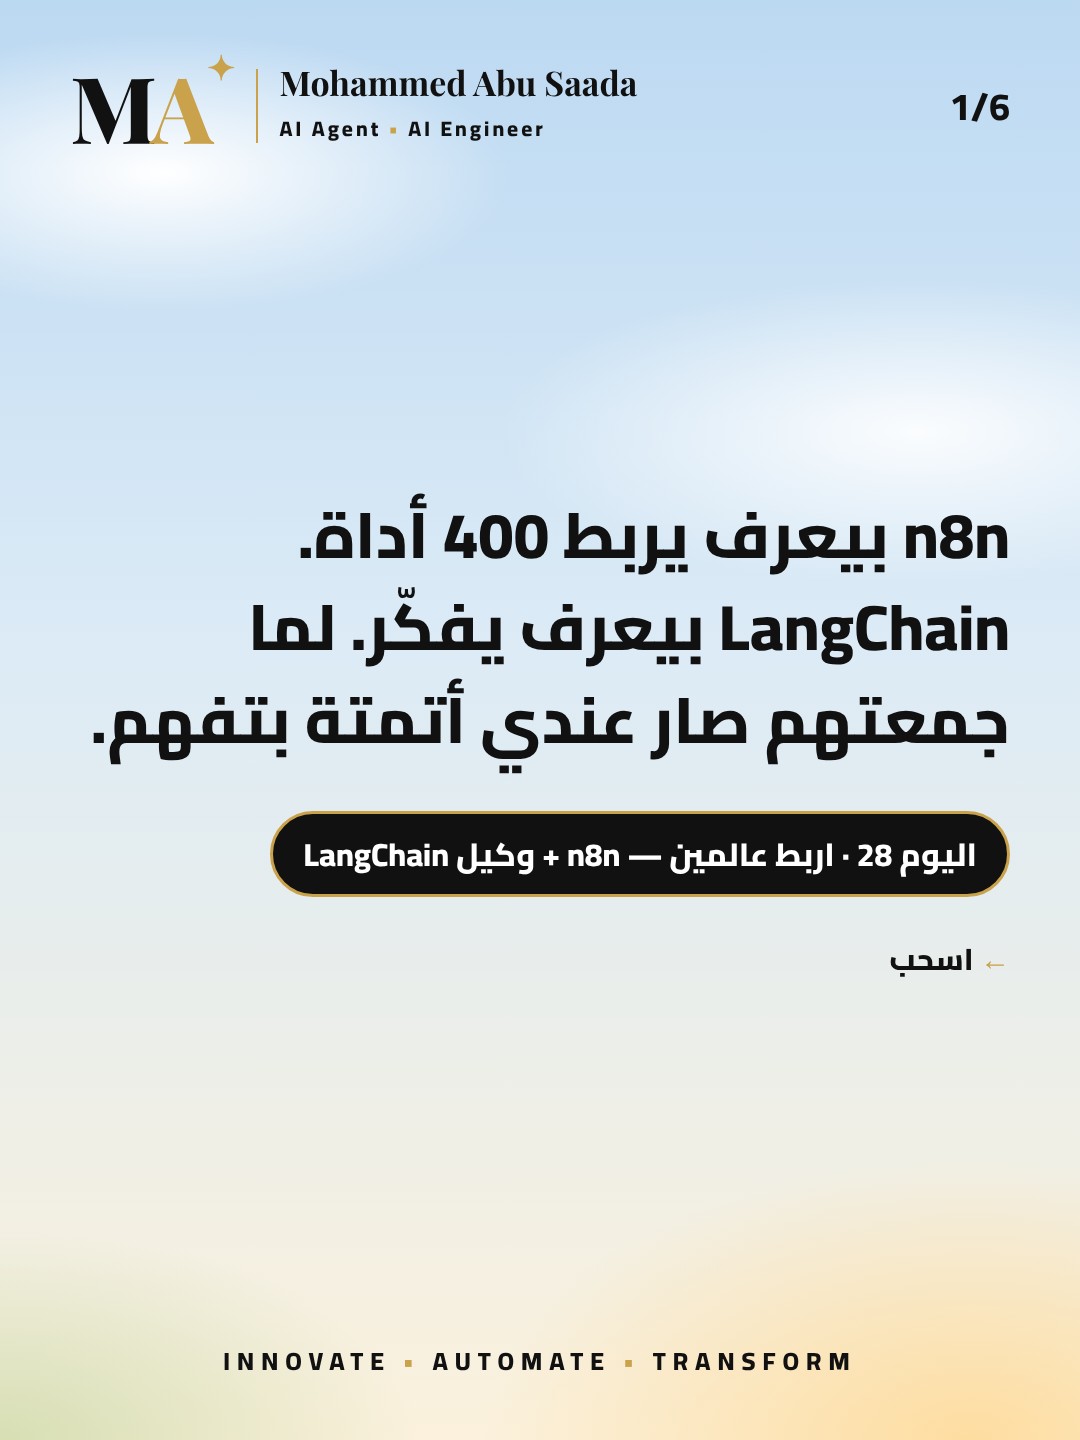 MA
Mohammed Abu Saada
AI Agent ▪ AI Engineer
1/6
n8n بيعرف يربط 400 أداة.
LangChain بيعرف يفكّر. لما
جمعتهم صار عندي أتمتة بتفهم.
اليوم 28 · اربط عالمين — n8n + وكيل LangChain
← اسحب
INNOVATE ▪ AUTOMATE ▪ TRANSFORM